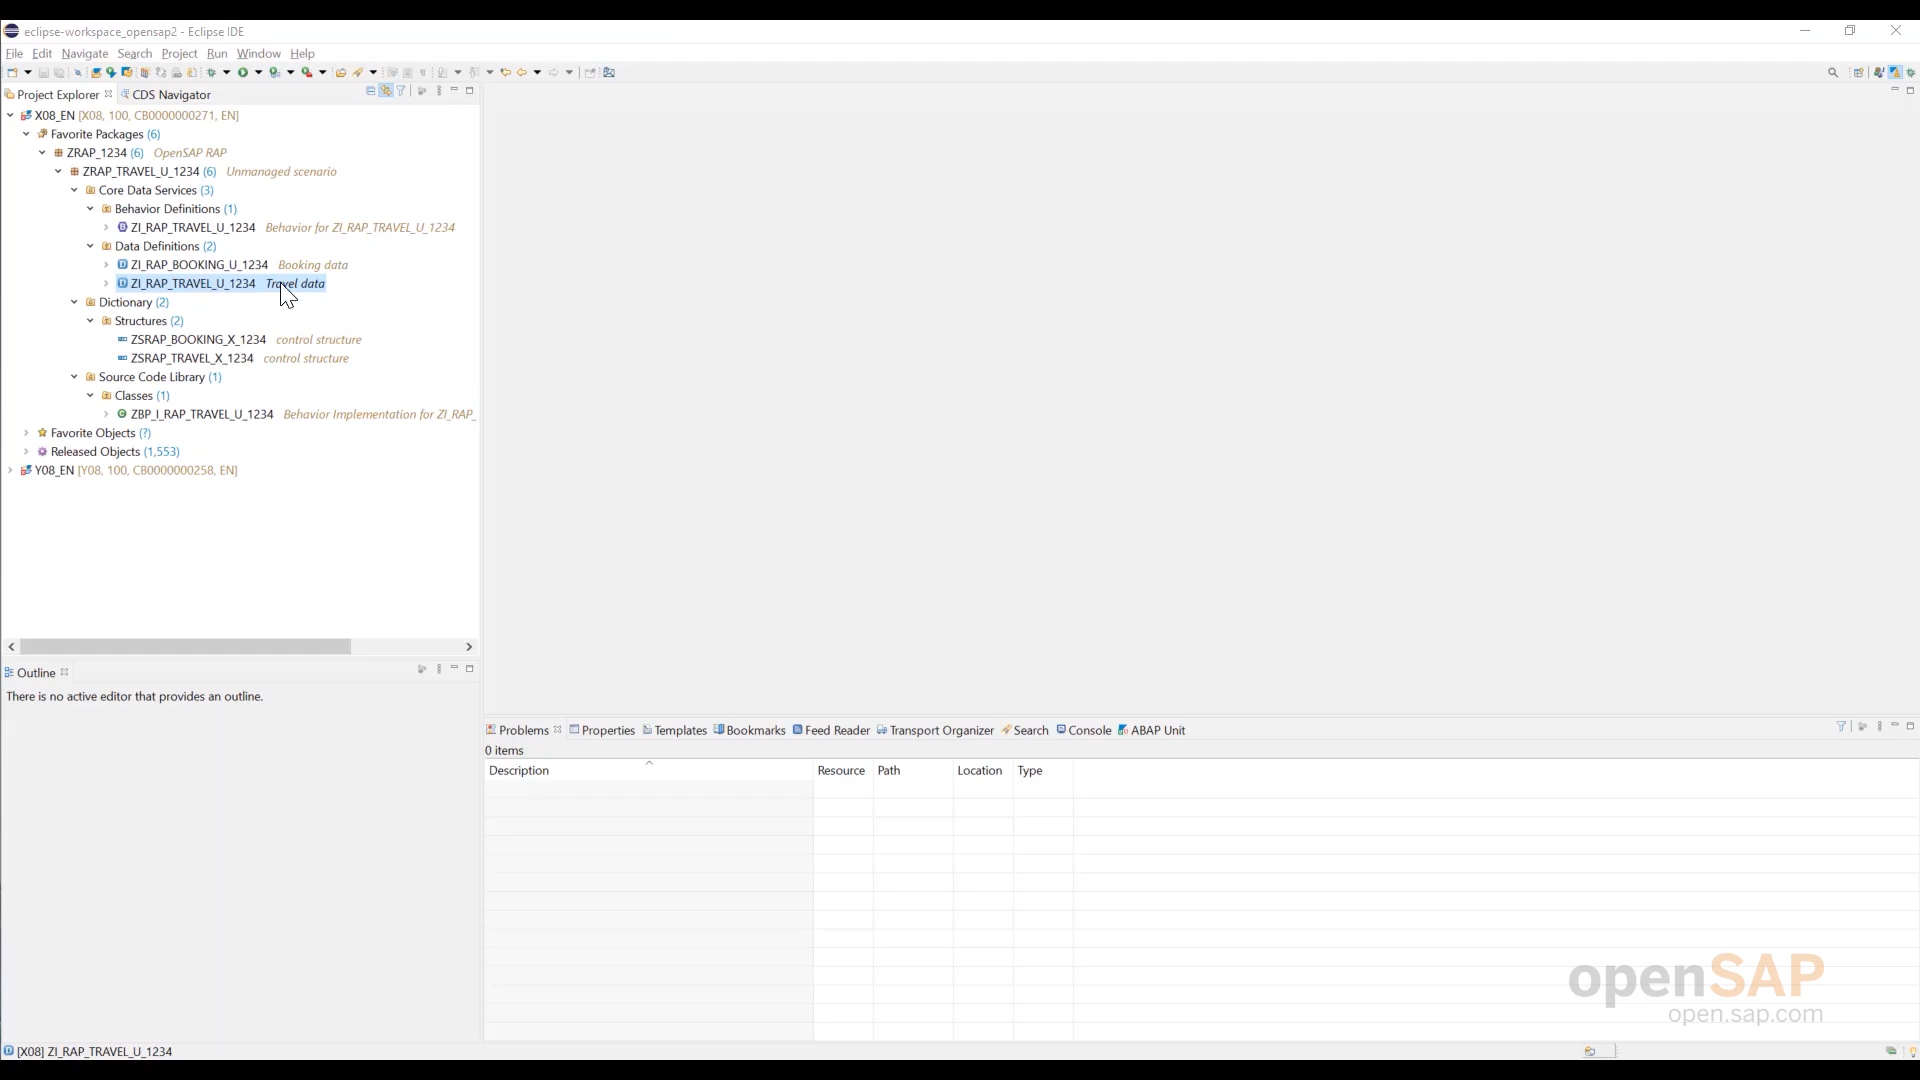 eclipse-workspace_opensap2 - Eclipse IDE
File Edit Navigate Search Project Run Window Help
Project Explorer CDS Navigator
X08_EN [X08, 100, CB0000000271, EN]
Favorite Packages (6)
ZRAP_1234 (6) OpenSAP RAP
ZRAP_TRAVEL_U_1234 (6) Unmanaged scenario
Core Data Services (3)
Behavior Definitions (1)
ZI_RAP_TRAVEL_U_1234 Behavior for ZI_RAP_TRAVEL_U_1234
Data Definitions (2)
ZI_RAP_BOOKING_U_1234 Booking data
ZI_RAP_TRAVEL_U_1234 Travel data
Dictionary (2)
Structures (2)
ZSRAP_BOOKING_X_1234 control structure
ZSRAP_TRAVEL_X_1234 control structure
Source Code Library (1)
Classes (1)
ZBP_I_RAP_TRAVEL_U_1234 Behavior Implementation for ZI_RAP_
Favorite Objects (?)
Released Objects (1,553)
Y08_EN [Y08, 100, CB0000000258, EN]
Outline
There is no active editor that provides an outline.
Problems Properties Templates Bookmarks Feed Reader Transport Organizer Search Console ABAP Unit
0 items
Description Resource Path Location Type
openSAP
open.sap.com
[X08] ZI_RAP_TRAVEL_U_1234